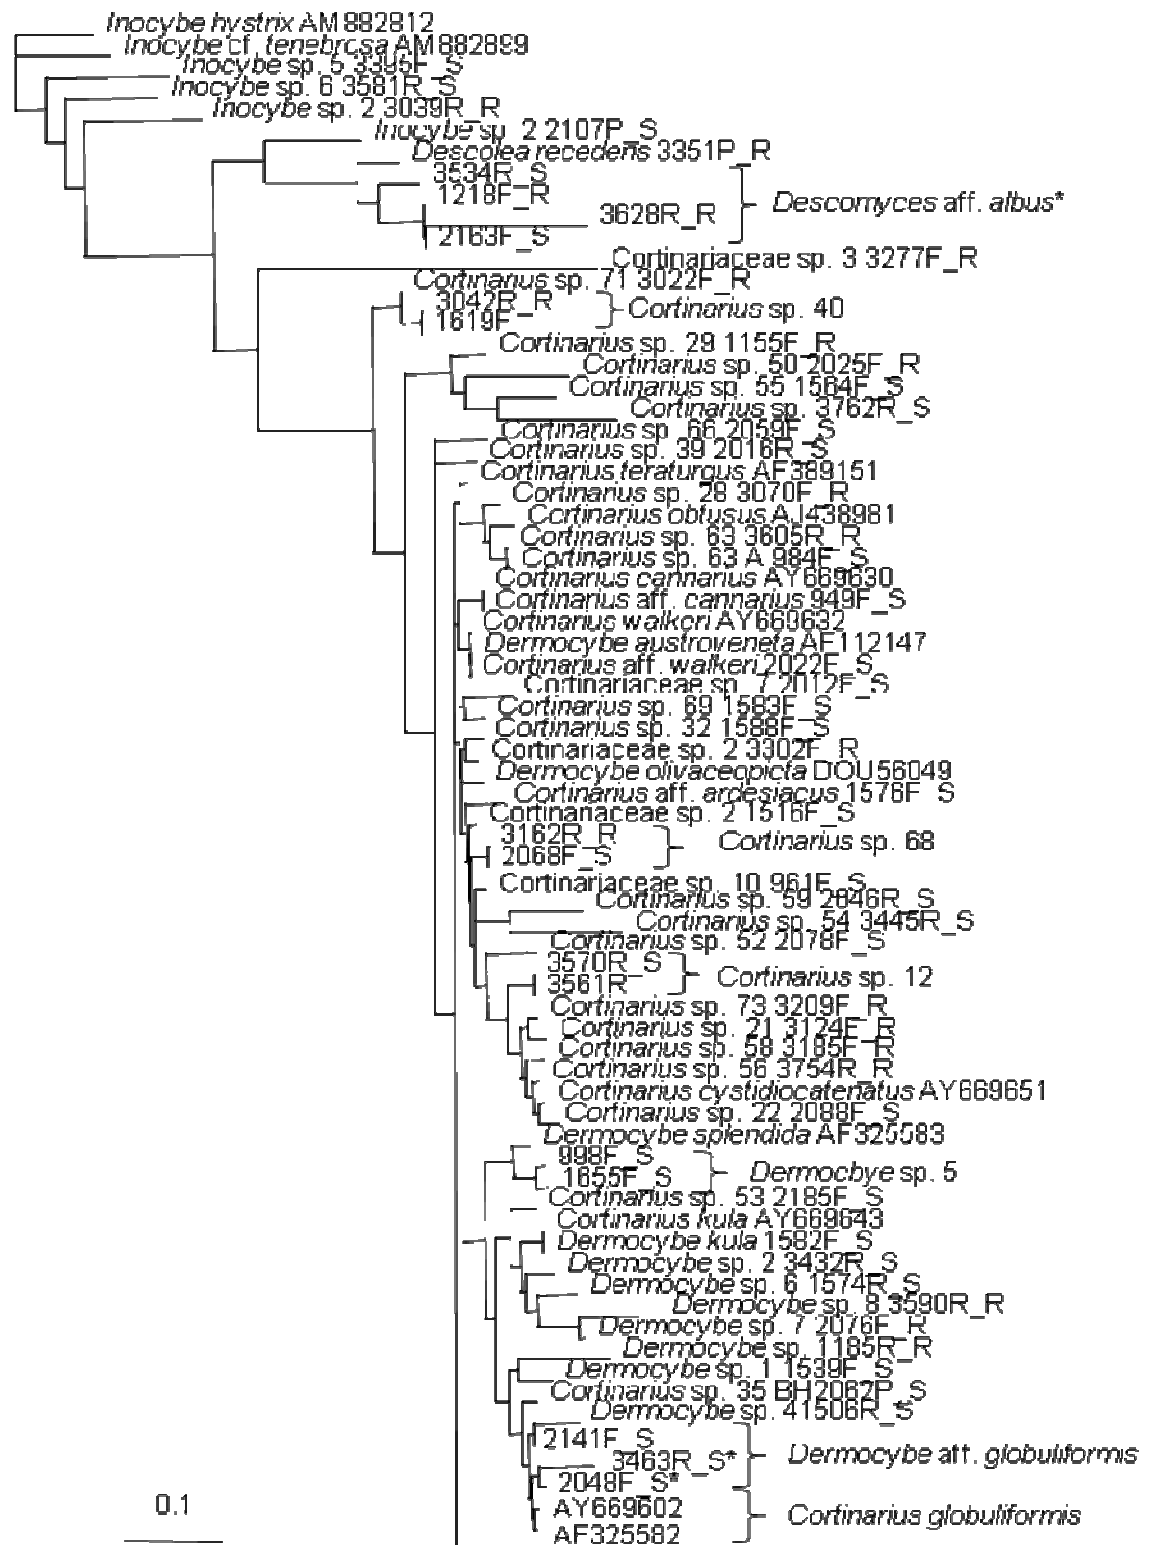 Inocybe hystrix AM882812
Inocybe cf. tenebrosa AM882899
Inocybe sp. 5 3395F_S
Inocybe sp. 6 3581R_S
Inocybe sp. 2 3039R_R
Inocybe sp. 2 2107P_S
Descolea recedens 3351P_R
3534R_S
1218F_R
3628R_R
Descomyces aff. albus*
2163F_S
Cortinariaceae sp. 3 3277F_R
Cortinarius sp. 71 3022F_R
3042R_R
Cortinarius sp. 40
1619F
Cortinarius sp. 29 1155F_R
Cortinarius sp. 50 2025F_R
Cortinarius sp. 55 1564F_S
Cortinarius sp. 3762R_S
Cortinarius sp. 66 2059F_S
Cortinarius sp. 39 2016R_S
Cortinarius teraturgus AF389151
Cortinarius sp. 28 3070F_R
Cortinarius obtusus AJ438981
Cortinarius sp. 63 3605R_R
Cortinarius sp. 63 A 984F_S
Cortinarius cannarius AY669630
Cortinarius aff. cannarius 949F_S
Cortinarius walkeri AY669632
Dermocybe austroveneta AF112147
Cortinarius aff. walkeri 2022F_S
Cortinariaceae sp. 7 2012F_S
Cortinarius sp. 69 1583F_S
Cortinarius sp. 32 1588F_S
Cortinariaceae sp. 2 3302F_R
Dermocybe olivaceopicta DOU56049
Cortinarius aff. ardesiacus 1576F_S
Cortinariaceae sp. 2 1516F_S
3162R_R
Cortinarius sp. 68
2068F_S
Cortinariaceae sp. 10 961F_S
Cortinarius sp. 59 2846R_S
Cortinarius sp. 54 3445R_S
Cortinarius sp. 52 2078F_S
3570R_S
Cortinarius sp. 12
3561R
Cortinarius sp. 73 3209F_R
Cortinarius sp. 21 3124F_R
Cortinarius sp. 58 3185F_R
Cortinarius sp. 56 3754R_R
Cortinarius cystidiocatenatus AY669651
Cortinarius sp. 22 2088F_S
Dermocybe splendida AF325583
998F_S
Dermocbye sp. 5
1655F_S
Cortinarius sp. 53 2185F_S
Cortinarius kula AY669643
Dermocybe kula 1582F_S
Dermocybe sp. 2 3432R_S
Dermocybe sp. 6 1574R_S
Dermocybe sp. 8 3590R_R
Dermocybe sp. 7 2076F_R
Dermocybe sp. 1185R_R
Dermocybe sp. 1 1539F_S
Cortinarius sp. 35 BH2062P_S
Dermocybe sp. 41506R_S
2141F_S
Dermocybe aff. globuliformis
3463R_S*
2048F_S*
AY669602
Cortinarius globuliformis
AF325582
0.1